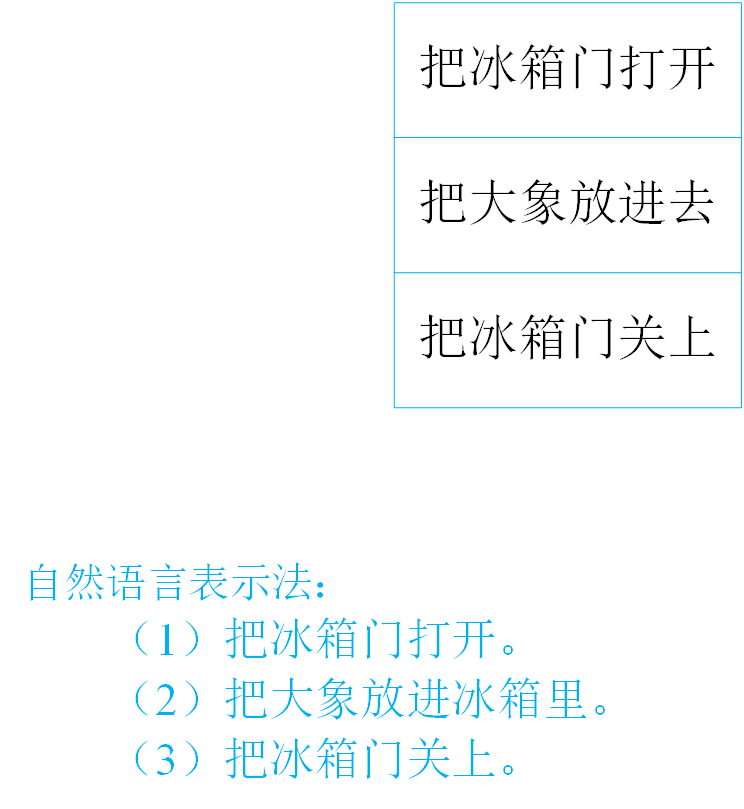 把冰箱门打开
把大象放进去
把冰箱门关上
自然语言表示法：
（1）把冰箱门打开。
（2）把大象放进冰箱里。
（3）把冰箱门关上。